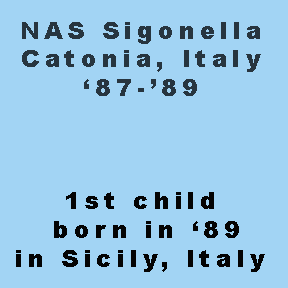 NAS Sigonella
Catonia, Italy
‘87-’89
1st child
born in ‘89
in Sicily, Italy